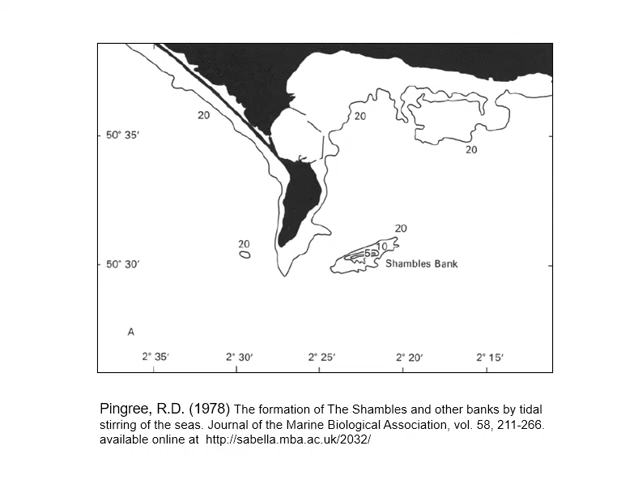 20
20
50° 35'
20
20
20
10
5
Shambles Bank
50° 30'
A
2° 35'
2° 30'
2° 25'
2° 20'
2° 15'
Pingree, R.D. (1978) The formation of The Shambles and other banks by tidal
stirring of the seas. Journal of the Marine Biological Association, vol. 58, 211-266.
available online at http://sabella.mba.ac.uk/2032/